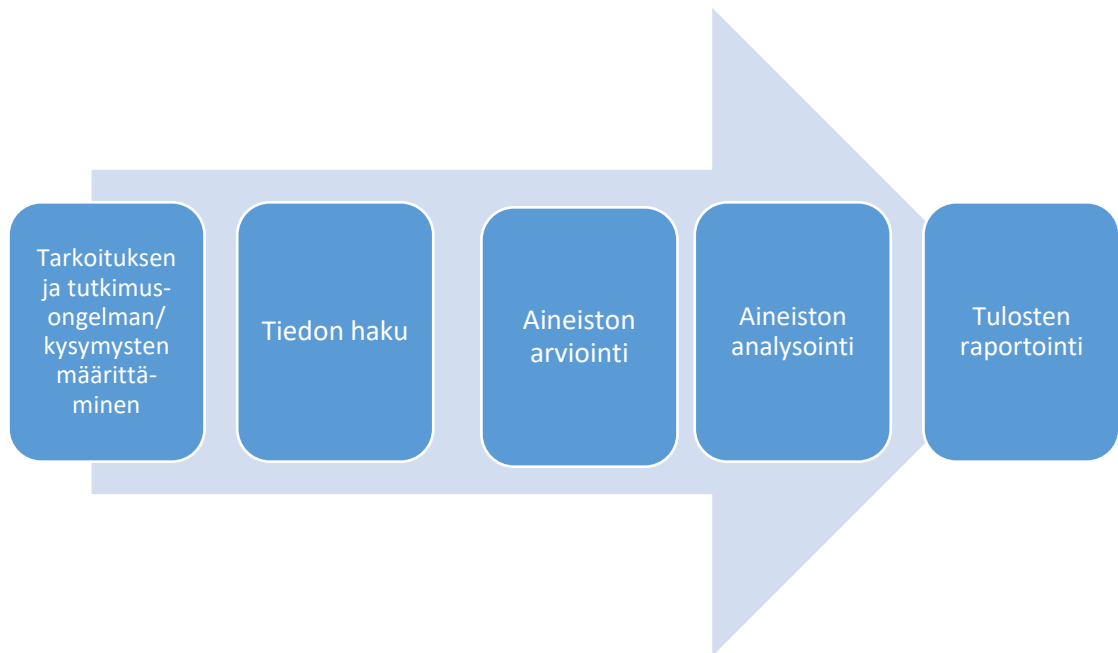 Tarkoituksen
ja tutkimus-
ongelman/
kysymysten
määrittä-
minen
Tiedon haku
Aineiston
arviointi
Aineiston
analysointi
Tulosten
raportointi